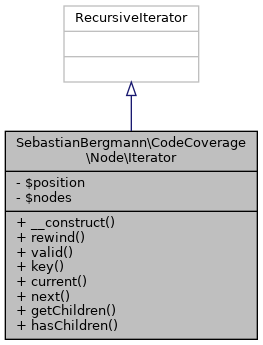 RecursiveIterator
SebastianBergmann\CodeCoverage
\Node\Iterator
- $position
- $nodes
+ __construct()
+ rewind()
+ valid()
+ key()
+ current()
+ next()
+ getChildren()
+ hasChildren()